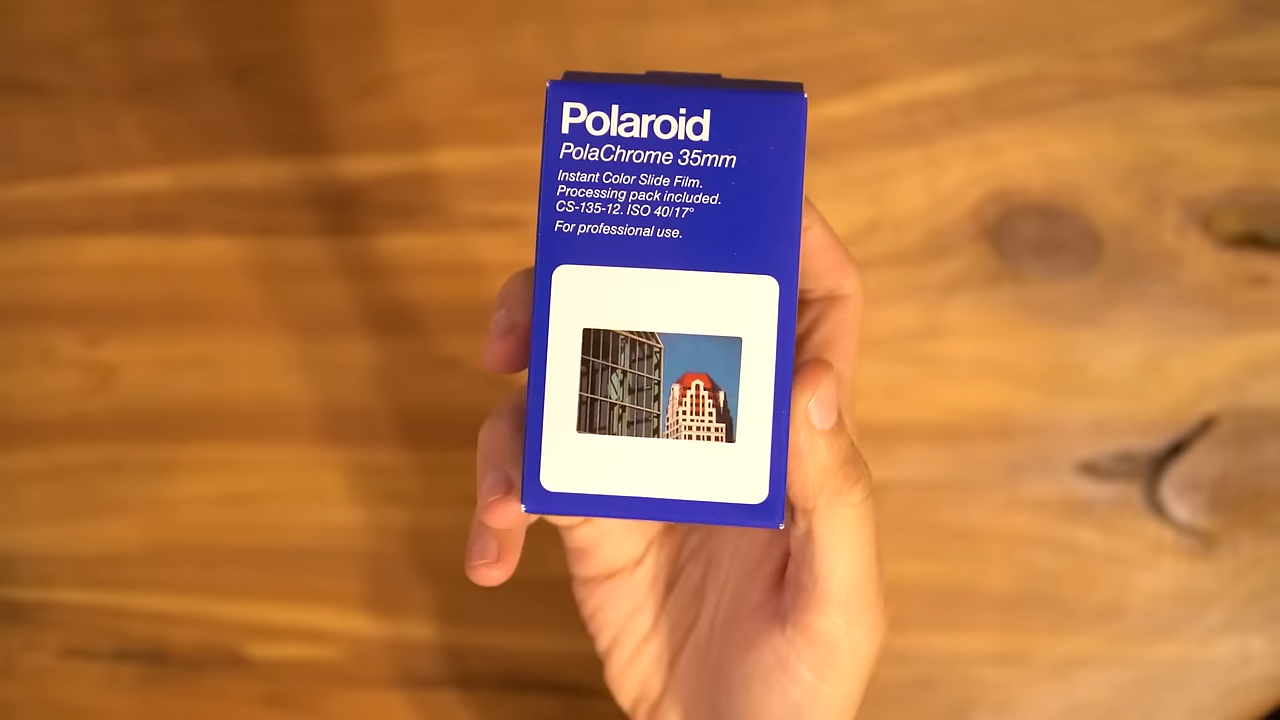 Polaroid
PolaChrome 35mm
Instant Color Slide Film.
Processing pack included.
CS-135-12. ISO 40/17°
For professional use.